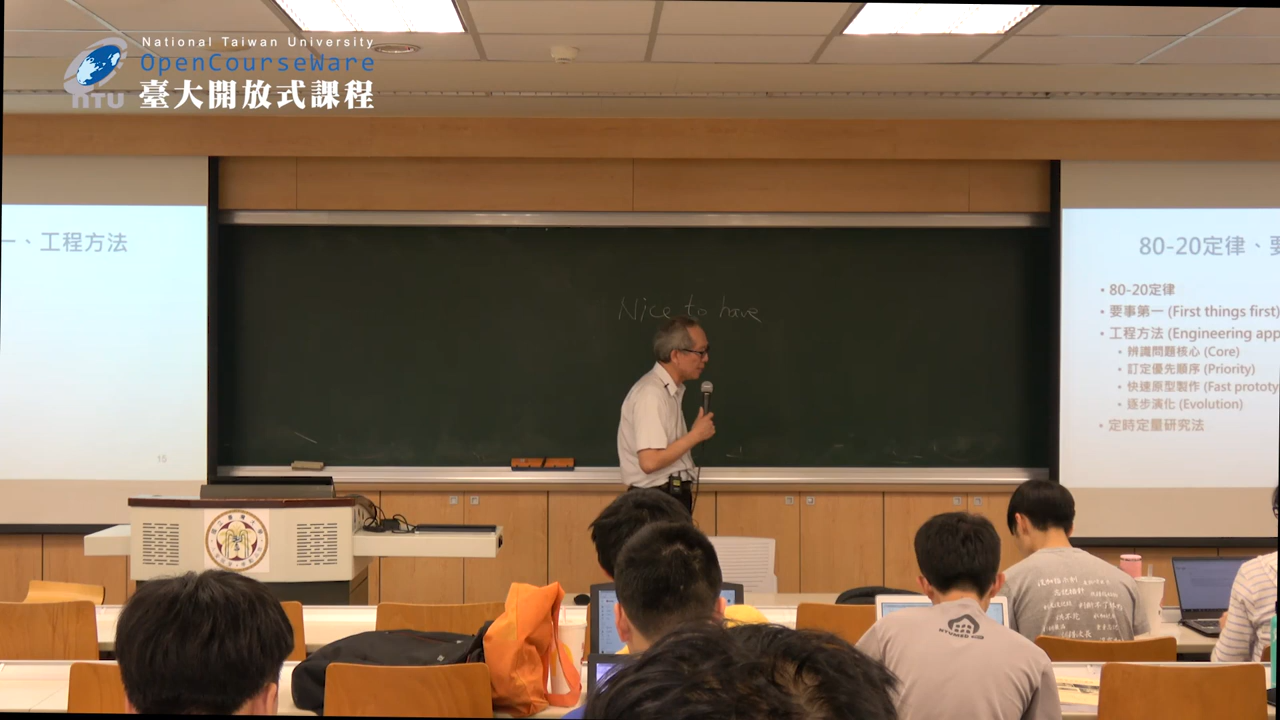 National Taiwan University
OpenCourseWare
臺大開放式課程
NTU
一、工程方法
15
Nice to have
80-20定律、要
• 80-20定律
• 要事第一 (First things first)
• 工程方法 (Engineering app
• 辨識問題核心 (Core)
• 訂定優先順序 (Priority)
• 快速原型製作 (Fast prototy
• 逐步演化 (Evolution)
• 定時定量研究法
NTUMED